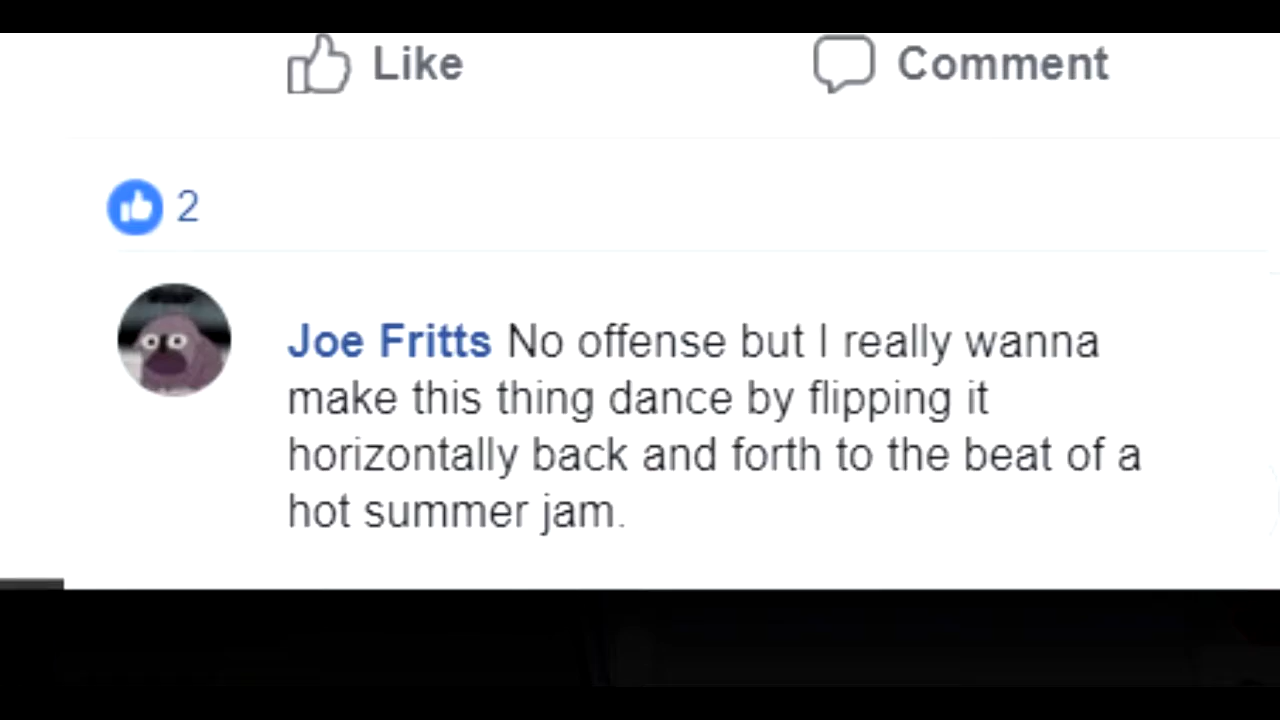 Like Comment
2
Joe Fritts No offense but I really wanna
make this thing dance by flipping it
horizontally back and forth to the beat of a
hot summer jam.